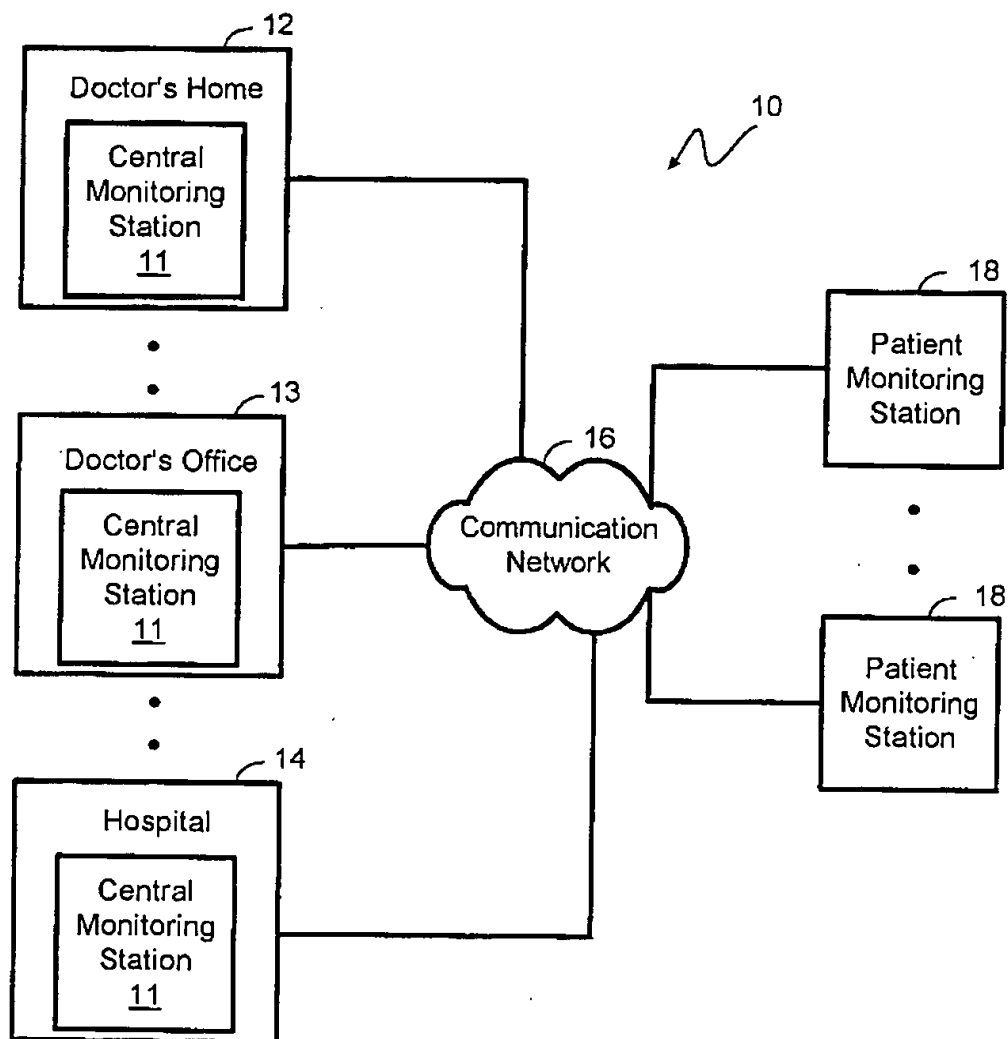 12
Doctor's Home
Central
Monitoring
Station
11
10
13
Doctor's Office
Central
Monitoring
Station
11
16
Communication
Network
18
Patient
Monitoring
Station
18
Patient
Monitoring
Station
14
Hospital
Central
Monitoring
Station
11